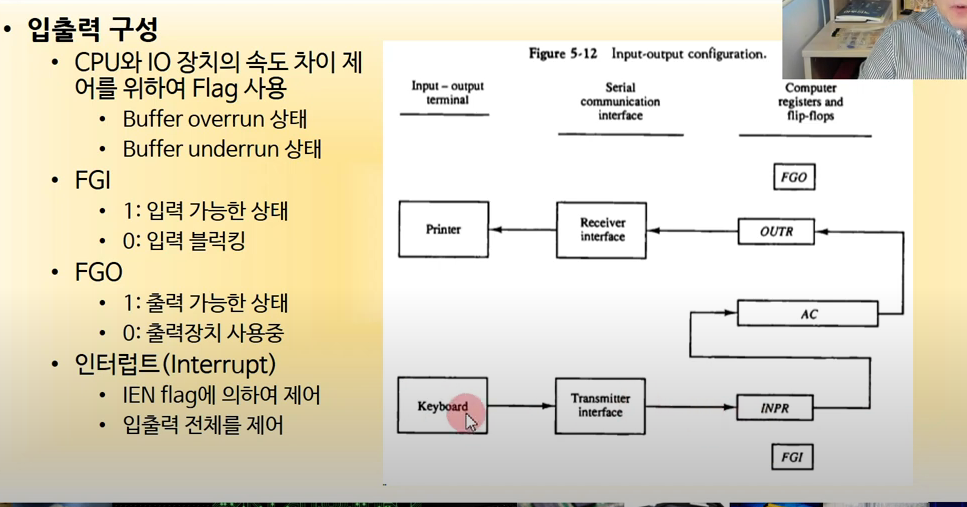 입출력 구성
CPU와 IO 장치의 속도 차이 제
어를 위하여 Flag 사용
Buffer overrun 상태
Buffer underrun 상태
FGI
1: 입력 가능한 상태
0: 입력 블럭킹
FGO
1: 출력 가능한 상태
0: 출력장치 사용중
인터럽트(Interrupt)
IEN flag에 의하여 제어
입출력 전체를 제어
Figure 5-12 Input-output configuration.
Input – output
terminal
Serial
communication
interface
Computer
registers and
flip-flops
FGO
Printer
Receiver
interface
OUTR
AC
Keyboard
Transmitter
interface
INPR
FGI